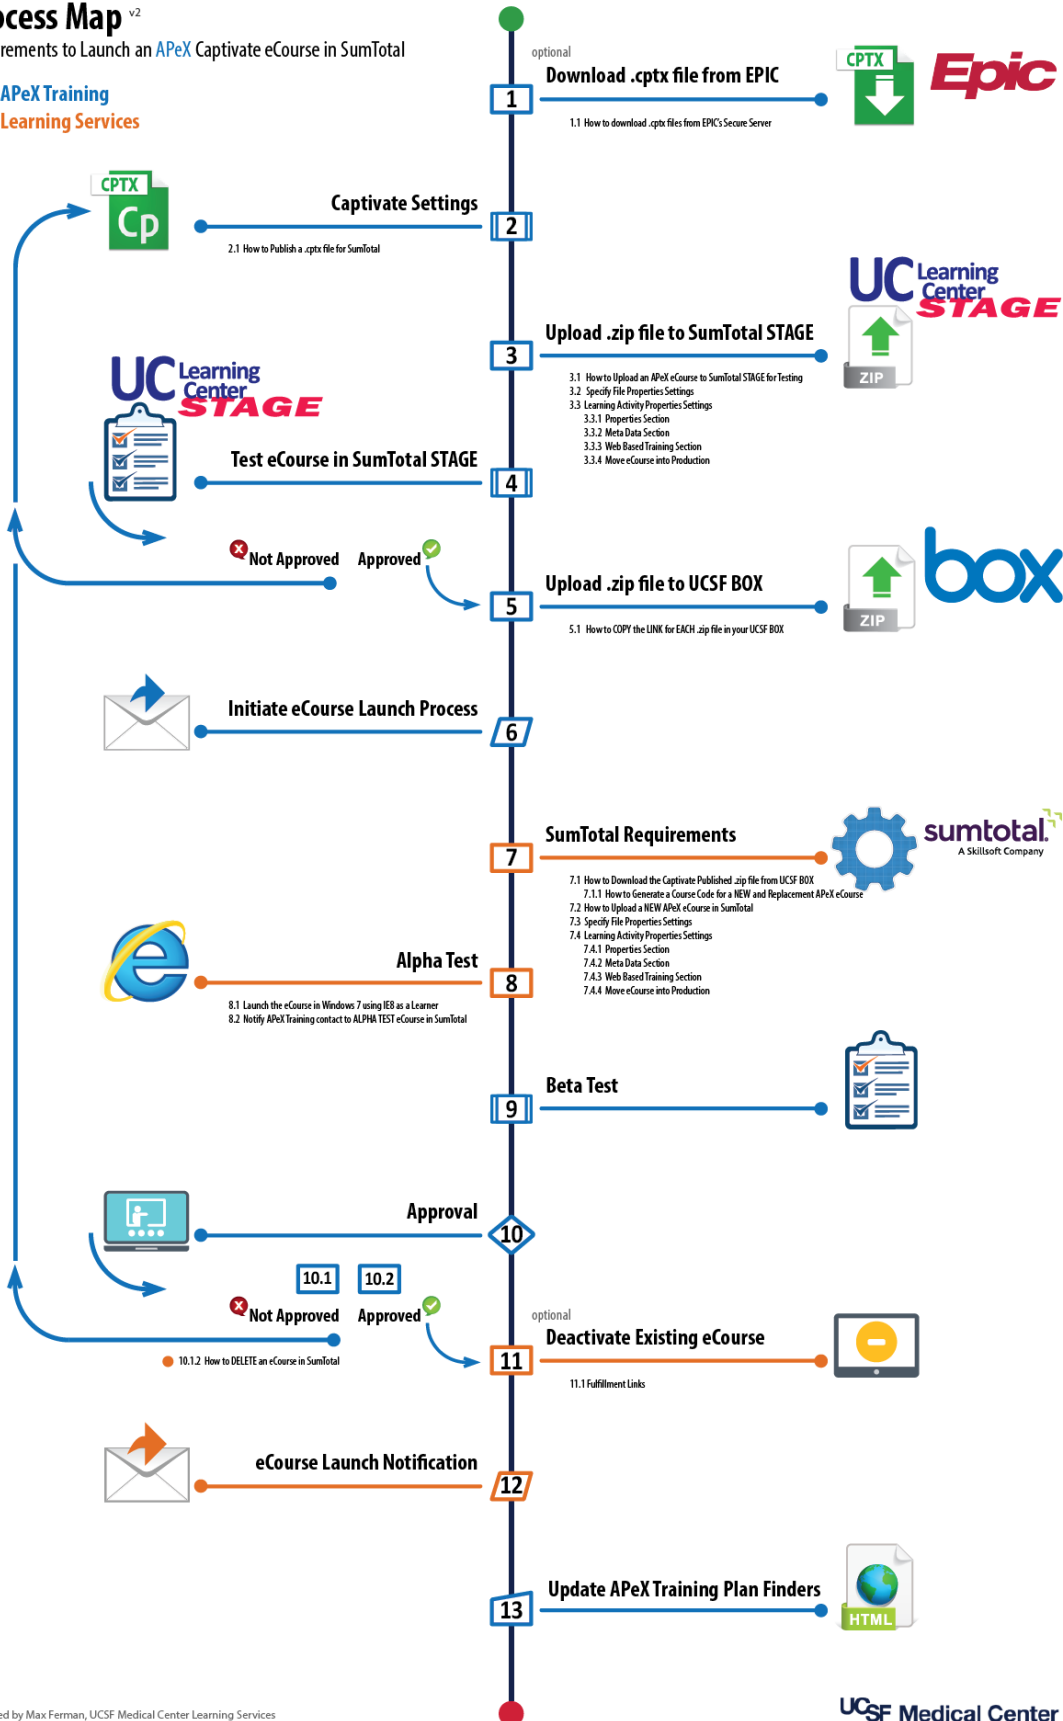 ocess Map v2
rements to Launch an APeX Captivate eCourse in SumTotal
APeX Training
Learning Services
optional
Download .cptx file from EPIC
1
1.1 How to download .cptx files from EPIC's Secure Server
CPTX
Epic
CPTX
Cp
Captivate Settings
2
2.1 How to Publish a .cptx file for SumTotal
UC Learning Center
STAGE
ZIP
Upload .zip file to SumTotal STAGE
3
3.1 How to Upload an APeX eCourse to SumTotal STAGE for Testing
3.2 Specify File Properties Settings
3.3 Learning Activity Properties Settings
3.3.1 Properties Section
3.3.2 Meta Data Section
3.3.3 Web Based Training Section
3.3.4 Move eCourse into Production
UC Learning Center
STAGE
Test eCourse in SumTotal STAGE
4
Not Approved
Approved
Upload .zip file to UCSF BOX
5
5.1 How to COPY the LINK for EACH .zip file in your UCSF BOX
ZIP
box
Initiate eCourse Launch Process
6
SumTotal Requirements
7
sumtotal.
A Skillsoft Company
7.1 How to Download the Captivate Published .zip file from UCSF BOX
7.1.1 How to Generate a Course Code for a NEW and Replacement APeX eCourse
7.2 How to Upload a NEW APeX eCourse in SumTotal
7.3 Specify File Properties Settings
7.4 Learning Activity Properties Settings
7.4.1 Properties Section
7.4.2 Meta Data Section
7.4.3 Web Based Training Section
7.4.4 Move eCourse into Production
Alpha Test
8
8.1 Launch the eCourse in Windows 7 using IE8 as a Learner
8.2 Notify APeX Training contact to ALPHA TEST eCourse in SumTotal
Beta Test
9
Approval
10
10.1
10.2
Not Approved
Approved
10.1.2 How to DELETE an eCourse in SumTotal
optional
Deactivate Existing eCourse
11
11.1 Fulfillment Links
eCourse Launch Notification
12
Update APeX Training Plan Finders
13
HTML
ed by Max Ferman, UCSF Medical Center Learning Services
UCSF Medical Center